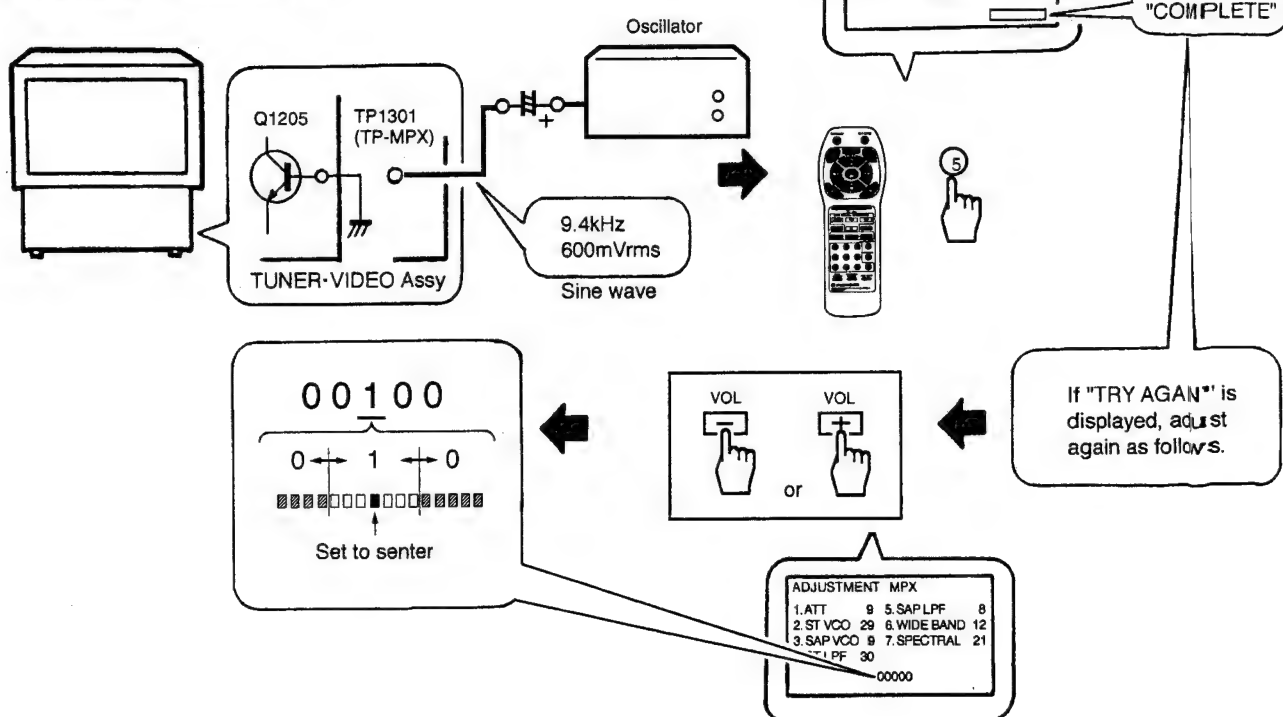 "COMPLETE"
Oscillator
Q1205
TP1301
(TP-MPX)
+
TUNER-VIDEO Assy
9.4kHz
600mVrms
Sine wave
5
If "TRY AGAN" is
displayed, adjust
again as follows.
VOL
VOL
−
+
or
00100
0 1 0
Set to senter
ADJUSTMENT MPX
1.ATT 9 5.SAP LPF 8
2.ST VCO 29 6.WIDE BAND 12
3.SAP VCO 9 7.SPECTRAL 21
LPF 30
00000